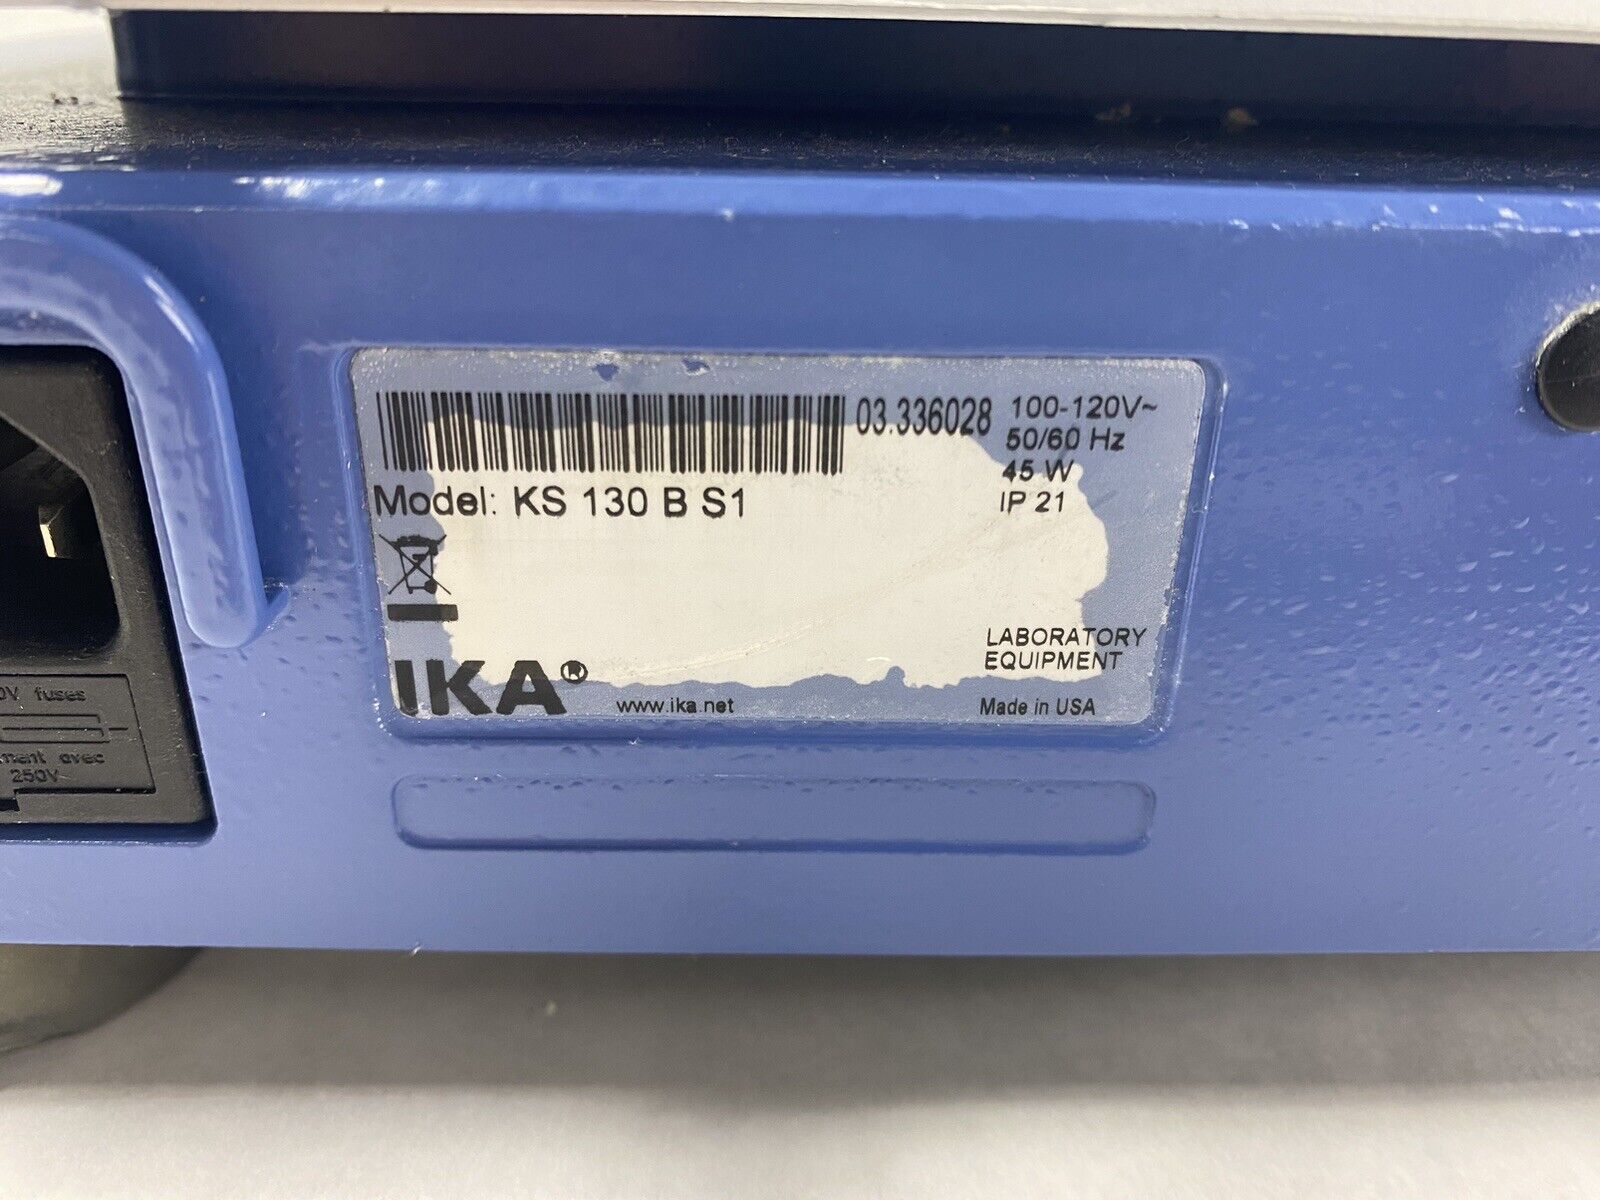 03.336028
100-120V~
50/60 Hz
45 W
IP 21
Model: KS 130 B S1
IKA®
www.ika.net
LABORATORY
EQUIPMENT
Made in USA
fuses
avec
250V